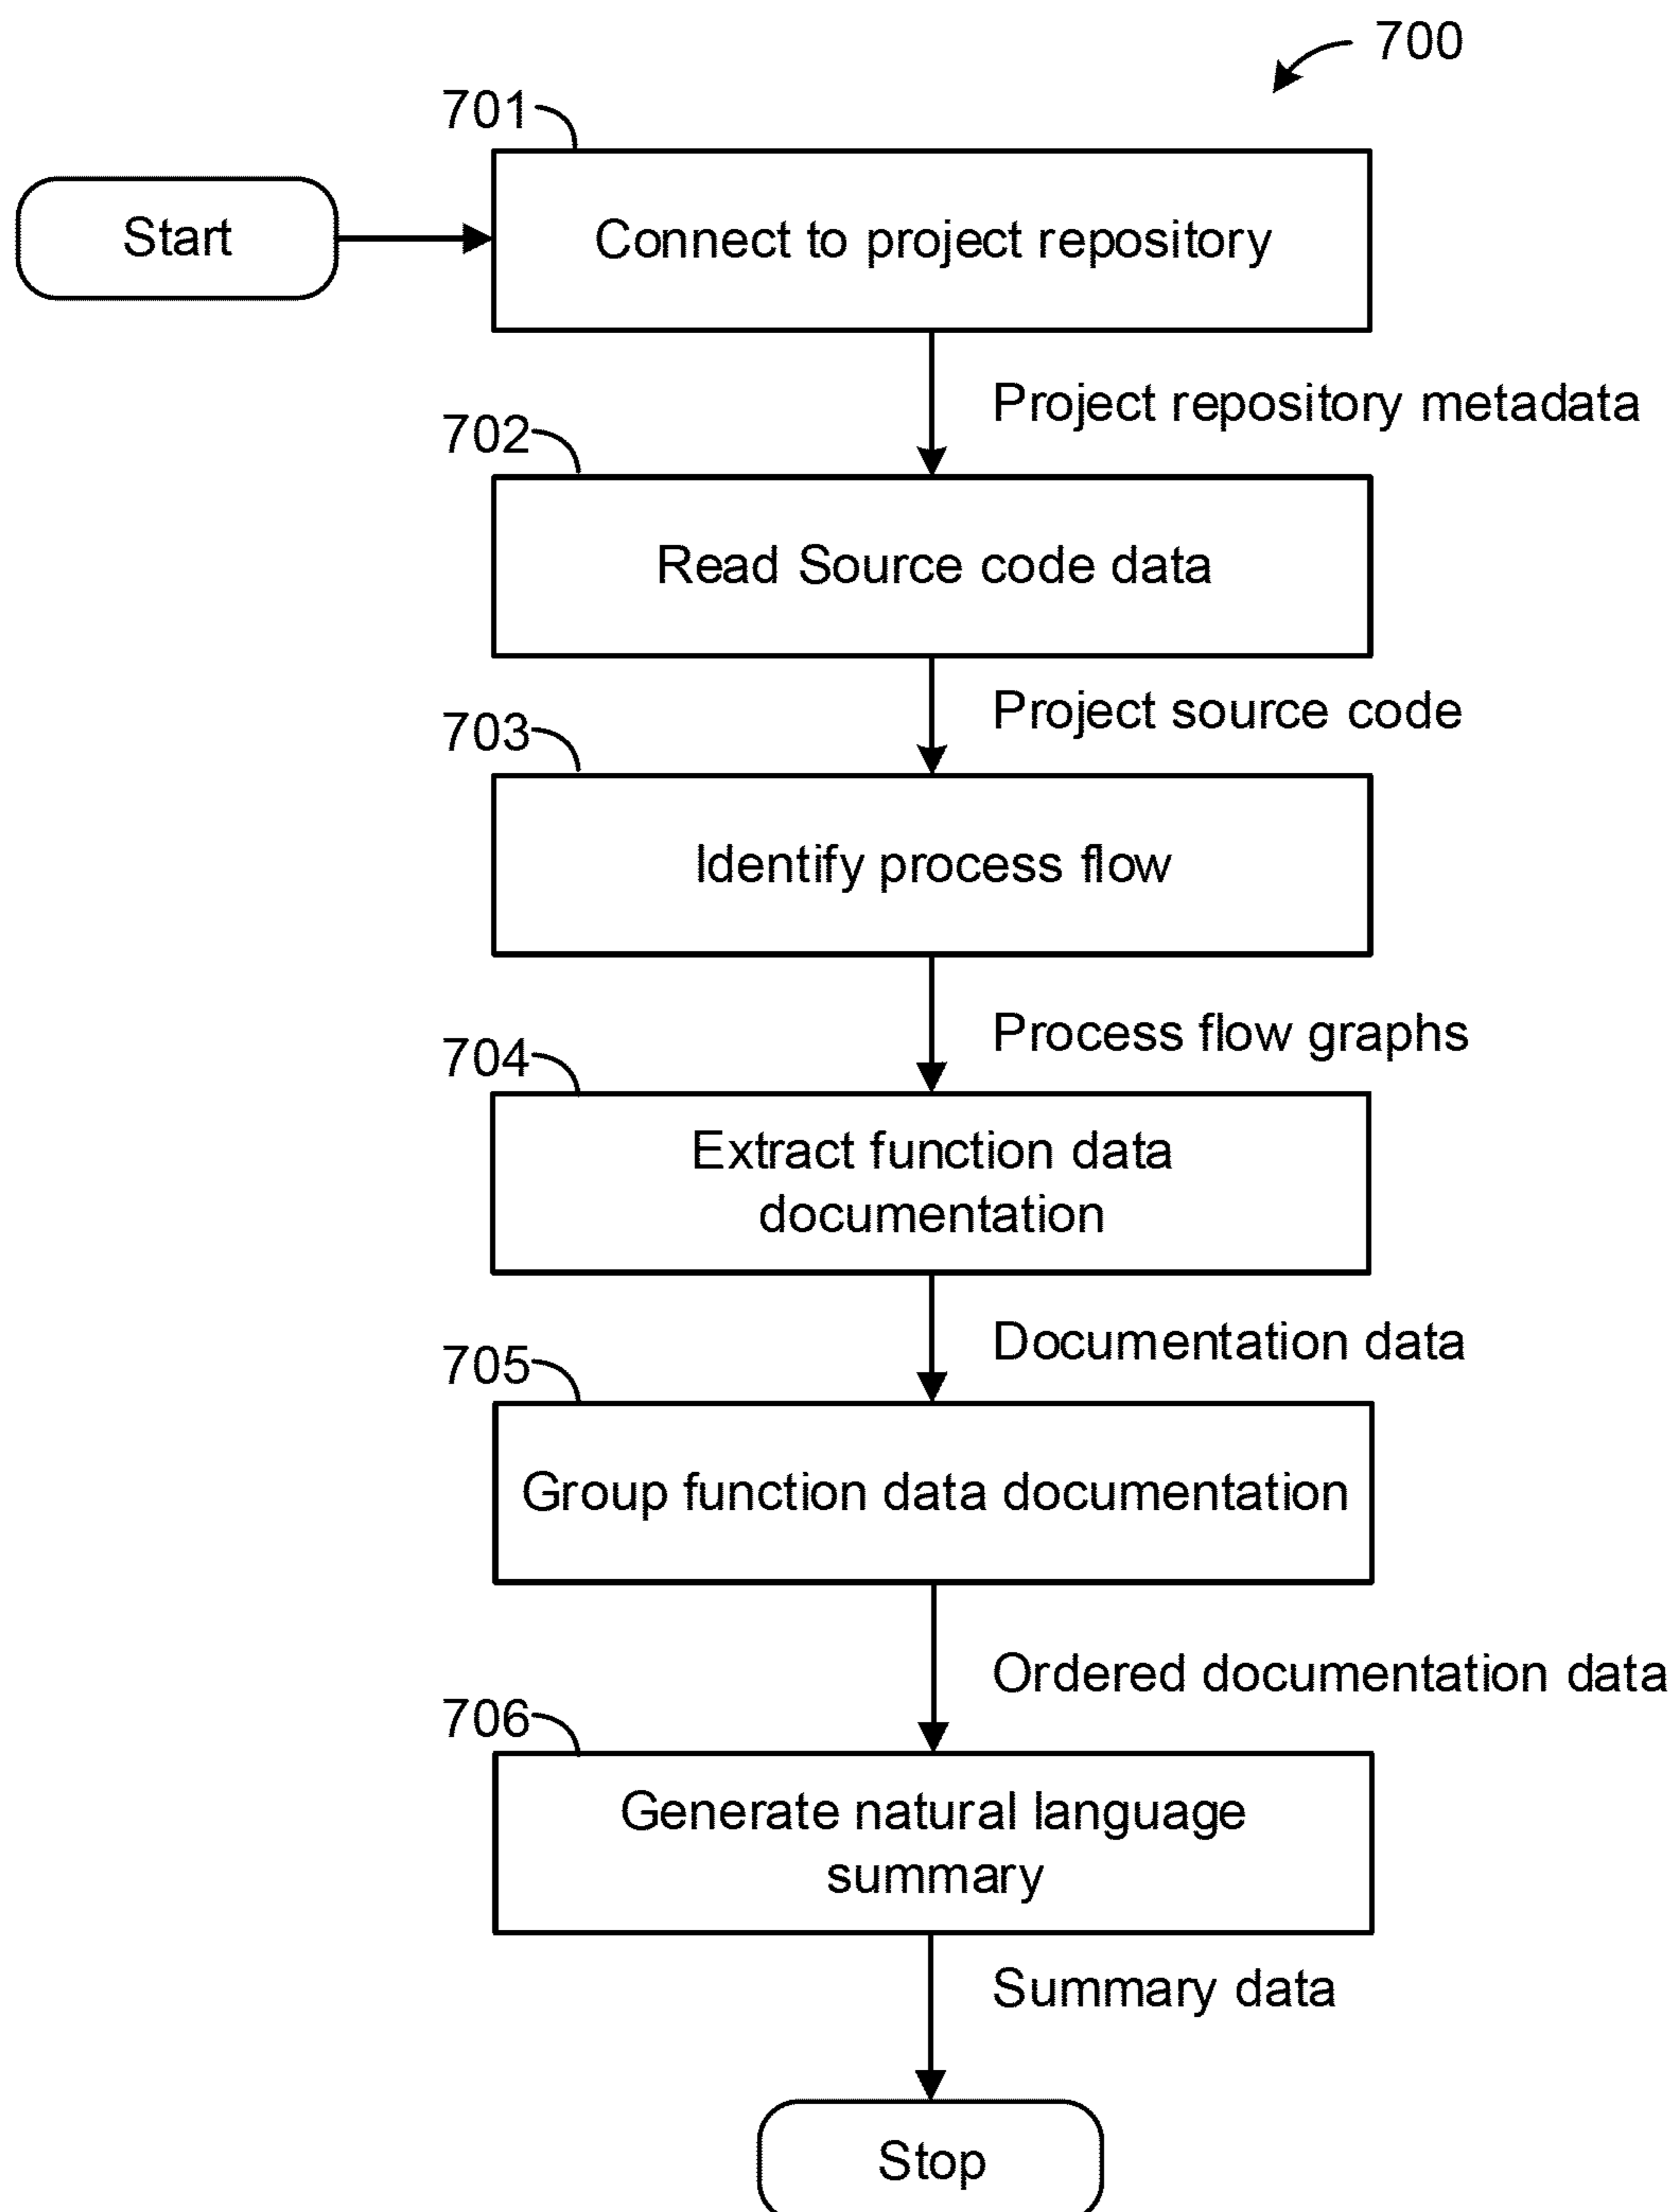 700
701
Start
Connect to project repository
Project repository metadata
702
Read Source code data
Project source code
703
Identify process flow
Process flow graphs
704
Extract function data
documentation
Documentation data
705
Group function data documentation
Ordered documentation data
706
Generate natural language
summary
Summary data
Stop